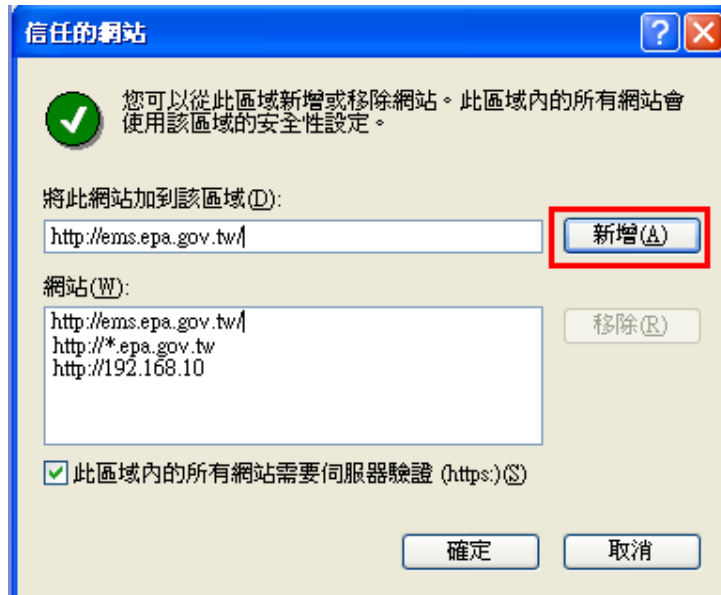 信任的網站
您可以從此區域新增或移除網站。此區域內的所有網站會
使用該區域的安全性設定。
將此網站加到該區域(D):
http://ems.epa.gov.tw/
新增(A)
網站(W):
http://ems.epa.gov.tw/
http://*.epa.gov.tw
http://192.168.10
移除(R)
此區域內的所有網站需要伺服器驗證 (https:)(S)
確定
取消